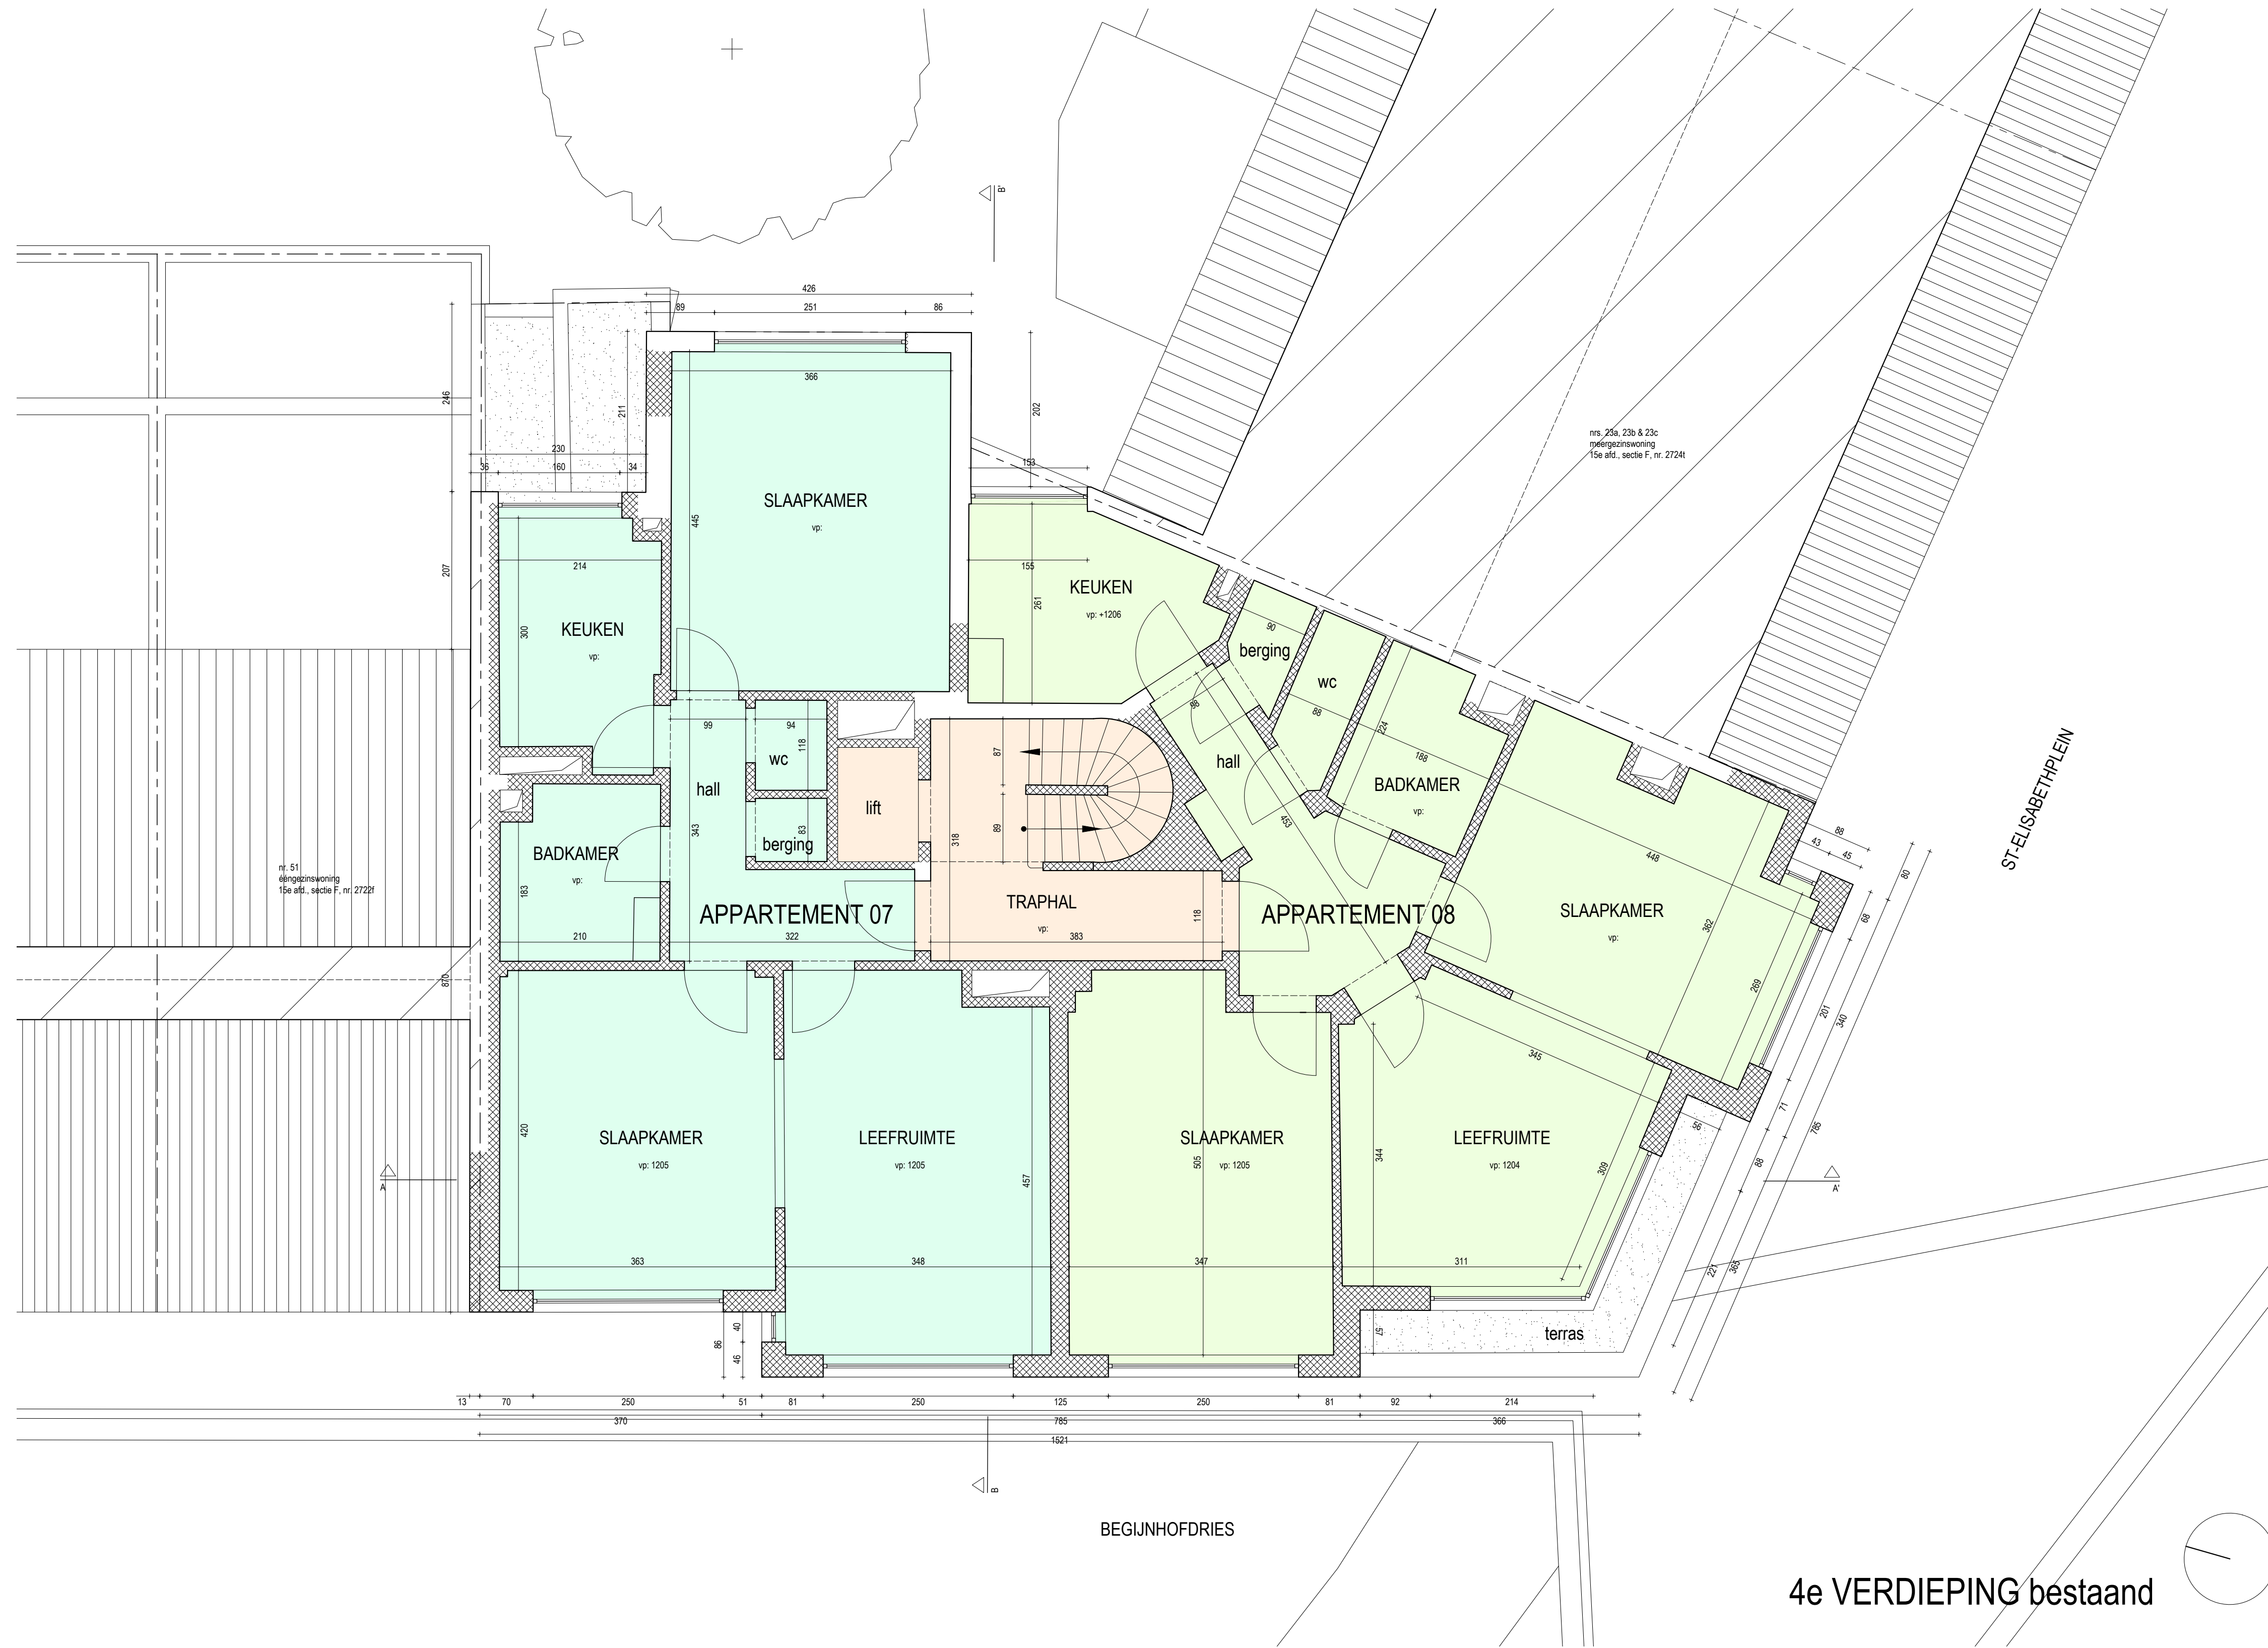 B'
426
89
251
86
366
246
211
202
230
36
160
34
153
nrs. 23a, 23b & 23c
meergezinswoning
15e afd., sectie F, nr. 2724t
SLAAPKAMER
vp:
445
207
214
155
KEUKEN
vp: +1206
261
KEUKEN
vp:
300
90
berging
wc
88
98
224
188
BADKAMER
vp:
99
94
118
wc
hall
343
83
berging
lift
87
89
318
hall
453
ST-ELISABETHPLEIN
88
43
45
80
68
448
BADKAMER
vp:
183
210
nr. 51
ééngezinswoning
15e afd., sectie F, nr. 2722f
APPARTEMENT 07
322
TRAPHAL
vp:
383
118
APPARTEMENT 08
SLAAPKAMER
vp:
362
269
201
340
870
345
71
785
56
88
SLAAPKAMER
vp: 1205
420
LEEFRUIMTE
vp: 1205
457
SLAAPKAMER
vp: 1205
505
344
LEEFRUIMTE
vp: 1204
309
A
A'
363
348
347
311
221
365
86
40
46
57
terras
13
70
250
51
81
250
125
250
81
92
214
370
785
366
1521
B
BEGIJNHOFDRIES
4e VERDIEPING bestaand